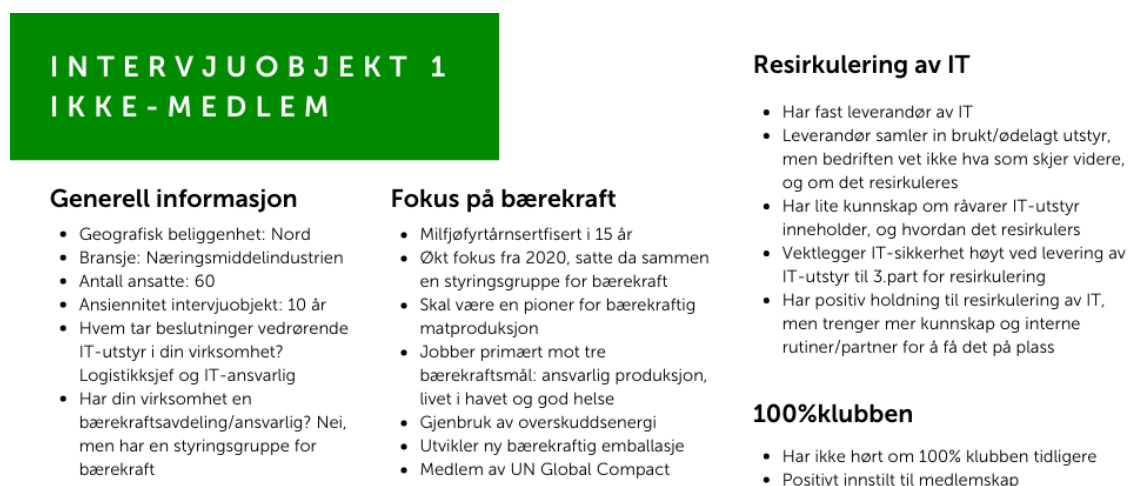 INTERVJUOBJEKT 1
IKKE-MEDLEM
Generell informasjon
• Geografisk beliggenhet: Nord
• Bransje: Næringsmiddelindustrien
• Antall ansatte: 60
• Ansiennitet intervjuobjekt: 10 år
• Hvem tar beslutninger vedrørende
IT-utstyr i din virksomhet?
Logistikksjef og IT-ansvarlig
• Har din virksomhet en
bærekraftsavdeling/ansvarlig? Nei,
men har en styringsgruppe for
bærekraft
Fokus på bærekraft
• Milfjøfyrtårnsertfisert i 15 år
• Økt fokus fra 2020, satte da sammen
en styringsgruppe for bærekraft
• Skal være en pioner for bærekraftig
matproduksjon
• Jobber primært mot tre
bærekraftsmål: ansvarlig produksjon,
livet i havet og god helse
• Gjenbruk av overskuddsenergi
• Utvikler ny bærekraftig emballasje
• Medlem av UN Global Compact
Resirkulering av IT
• Har fast leverandør av IT
• Leverandør samler in brukt/ødelagt utstyr,
men bedriften vet ikke hva som skjer videre,
og om det resirkuleres
• Har lite kunnskap om råvarer IT-utstyr
inneholder, og hvordan det resirkulers
• Vektlegger IT-sikkerhet høyt ved levering av
IT-utstyr til 3.part for resirkulering
• Har positiv holdning til resirkulering av IT,
men trenger mer kunnskap og interne
rutiner/partner for å få det på plass
100%klubben
• Har ikke hørt om 100% klubben tidligere
• Positivt innstilt til medlemskap